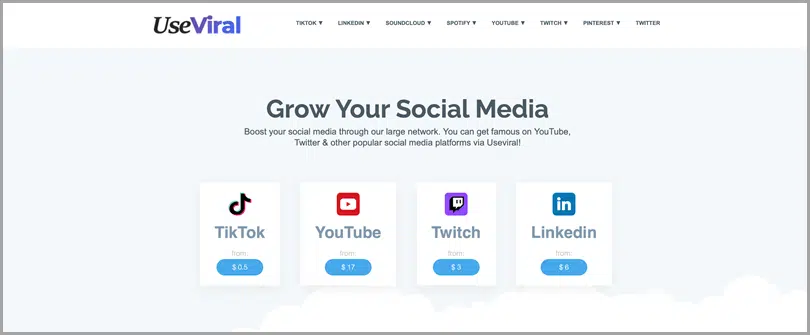 UseViral
TIKTOK ▼ LINKEDIN ▼ SOUNDCLOUD ▼ SPOTIFY ▼ YOUTUBE ▼ TWITCH ▼ PINTEREST ▼ TWITTER
Grow Your Social Media
Boost your social media through our large network. You can get famous on YouTube,
Twitter & other popular social media platforms via Useviral!
TikTok
from:
$ 0.5
YouTube
from:
$ 17
Twitch
from:
$ 3
in
Linkedin
from:
$ 6